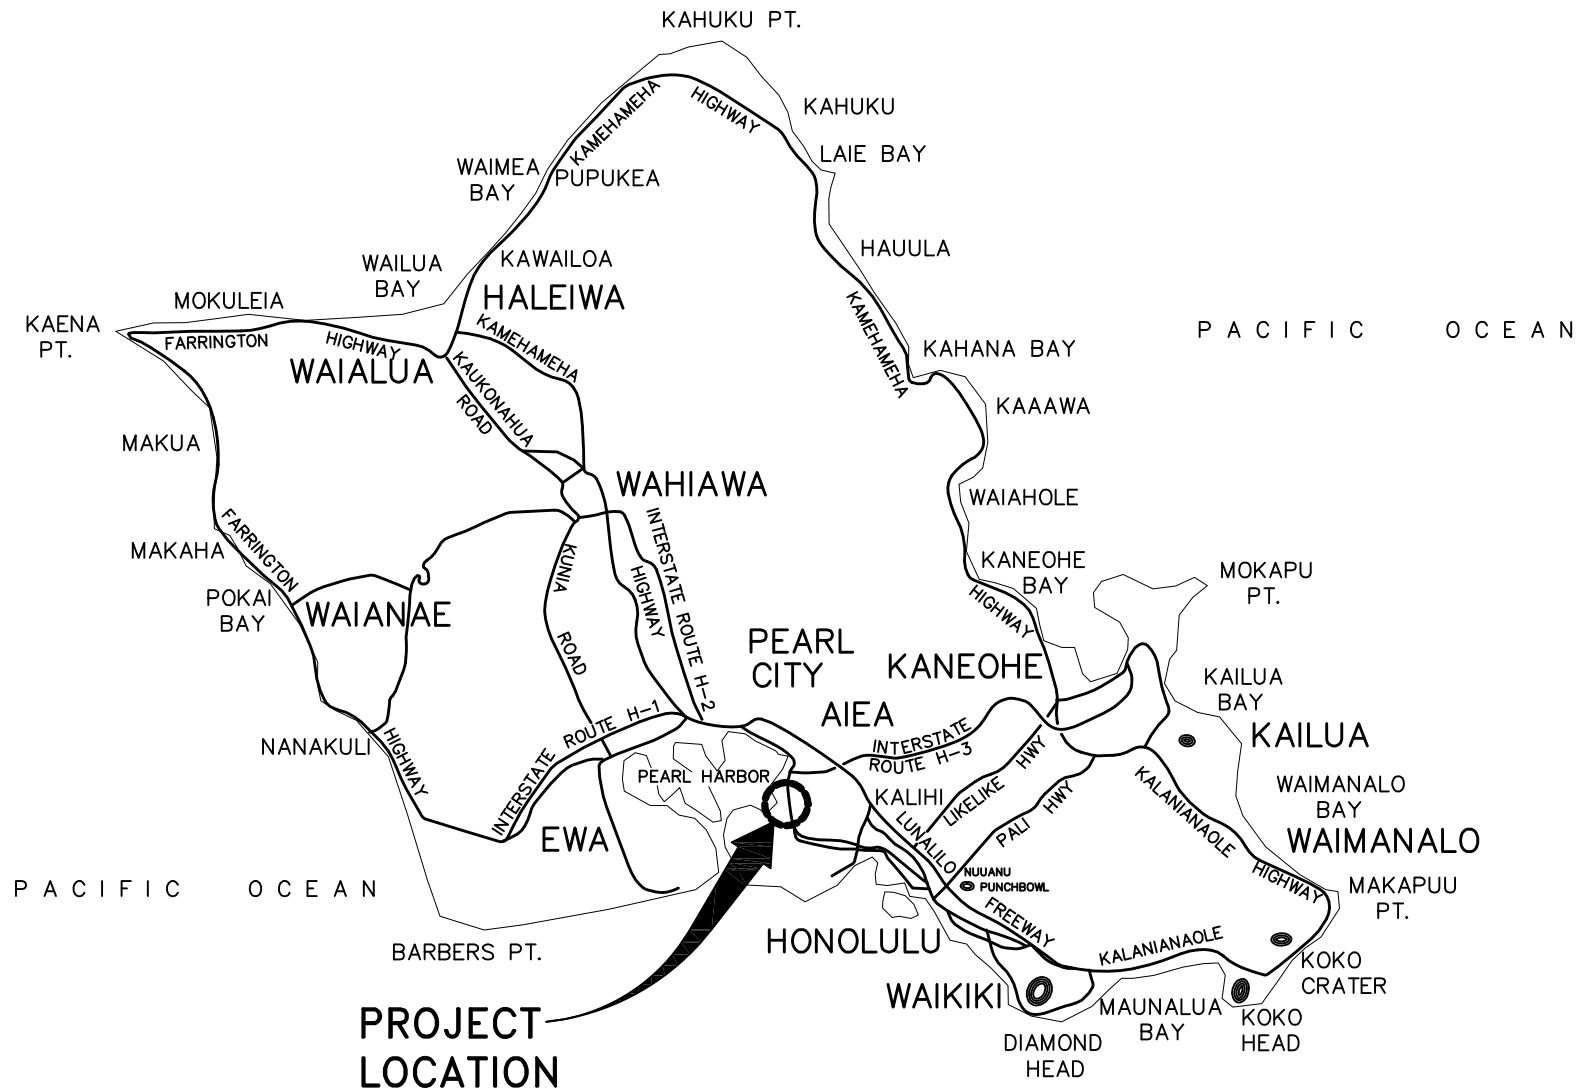 KAHUKU PT.
KAMEHAMEHA
HIGHWAY
KAHUKU
LAIE BAY
WAIMEA
BAY
PUPUKEA
HAUULA
KAWAILOA
WAILUA
BAY
HALEIWA
MOKULEIA
KAENA
PT.
FARRINGTON
HIGHWAY
WAIALUA
KAMEHAMEHA
KAUKONAHUA
ROAD
KAMEHAMEHA
KAHANA BAY
KAAAWA
PACIFIC OCEAN
MAKUA
WAHIAWA
WAIAHOLE
FARRINGTON
MAKAHA
POKAI
BAY
WAIANAE
KUNIA
ROAD
INTERSTATE ROUTE H-2
HIGHWAY
KANEOHE
BAY
HIGHWAY
MOKAPU
PT.
PEARL
CITY
KANEOHE
KAILUA
BAY
AIEA
KAILUA
NANAKULI
HIGHWAY
INTERSTATE ROUTE H-1
INTERSTATE
ROUTE H-3
PEARL HARBOR
KALIHI
LIKELIKE HWY
PALI HWY
KALANIANAOLE
HIGHWAY
WAIMANALO
BAY
WAIMANALO
EWA
LUNALILO
FREEWAY
NUUANU
PUNCHBOWL
MAKAPUU
PT.
PACIFIC OCEAN
BARBERS PT.
HONOLULU
KALANIANAOLE
KOKO
CRATER
WAIKIKI
MAUNALUA
BAY
KOKO
HEAD
DIAMOND
HEAD
PROJECT
LOCATION